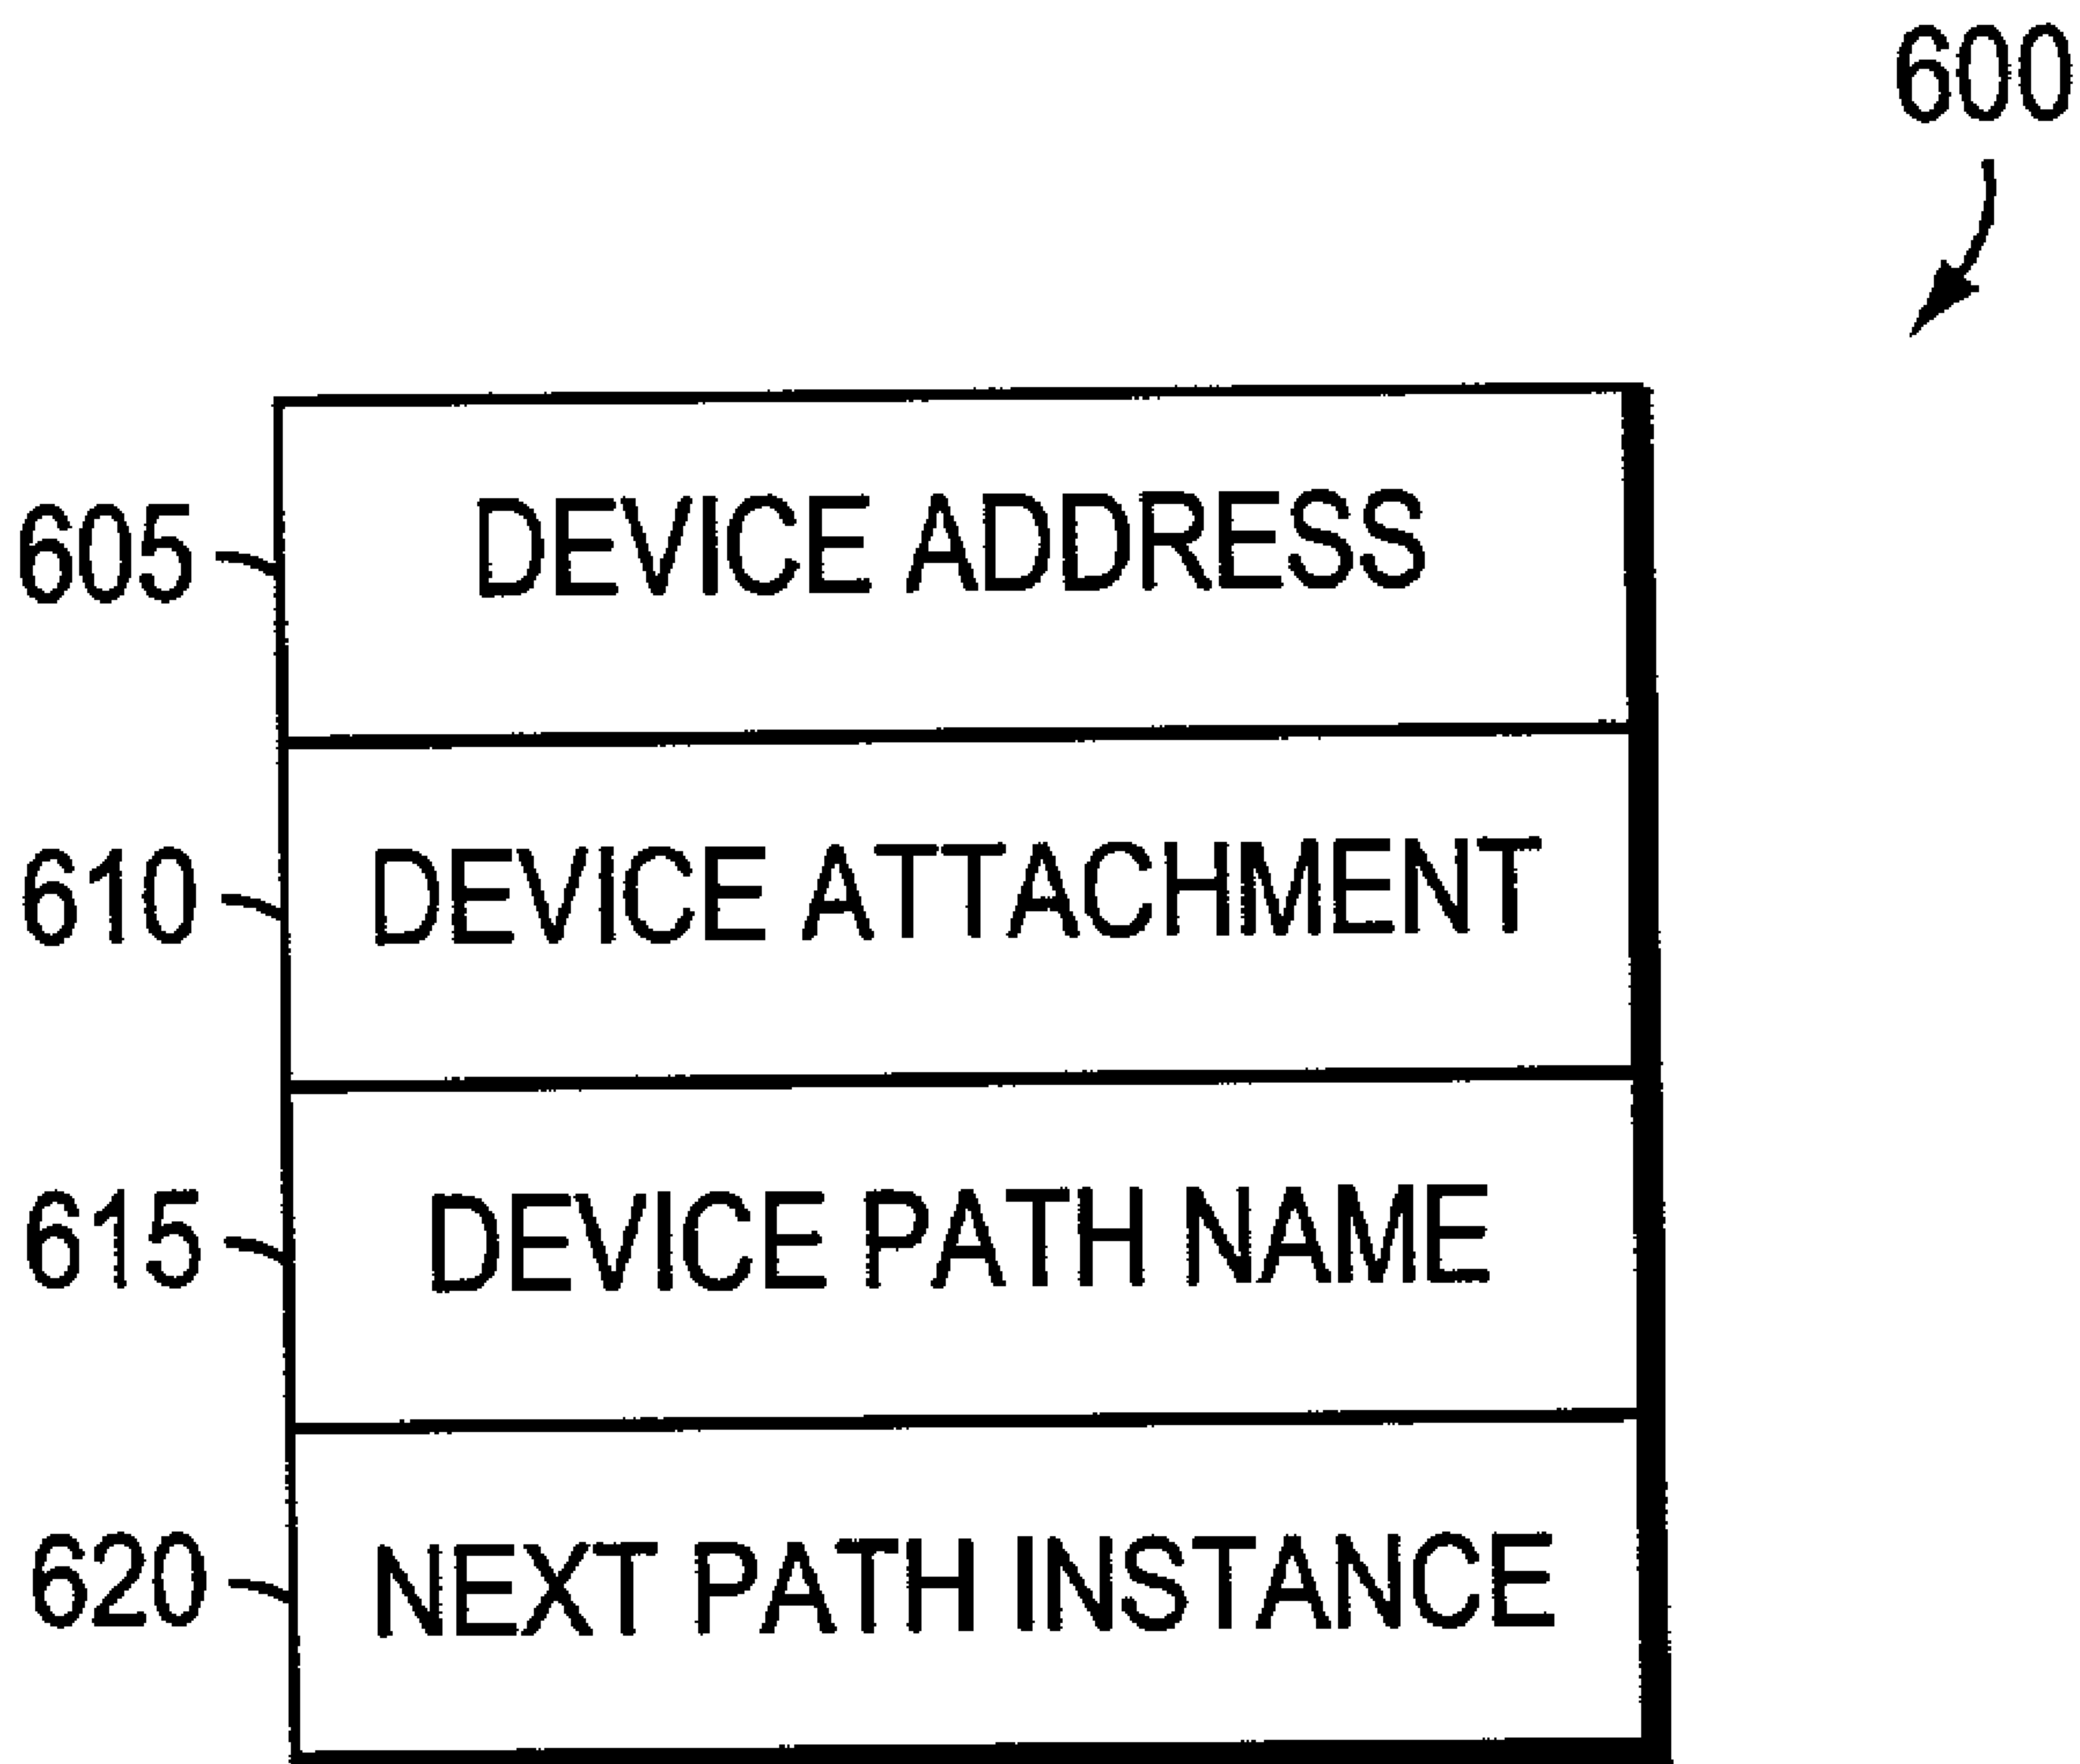 600
605 DEVICE ADDRESS
610 DEVICE ATTACHMENT
615 DEVICE PATH NAME
620 NEXT PATH INSTANCE